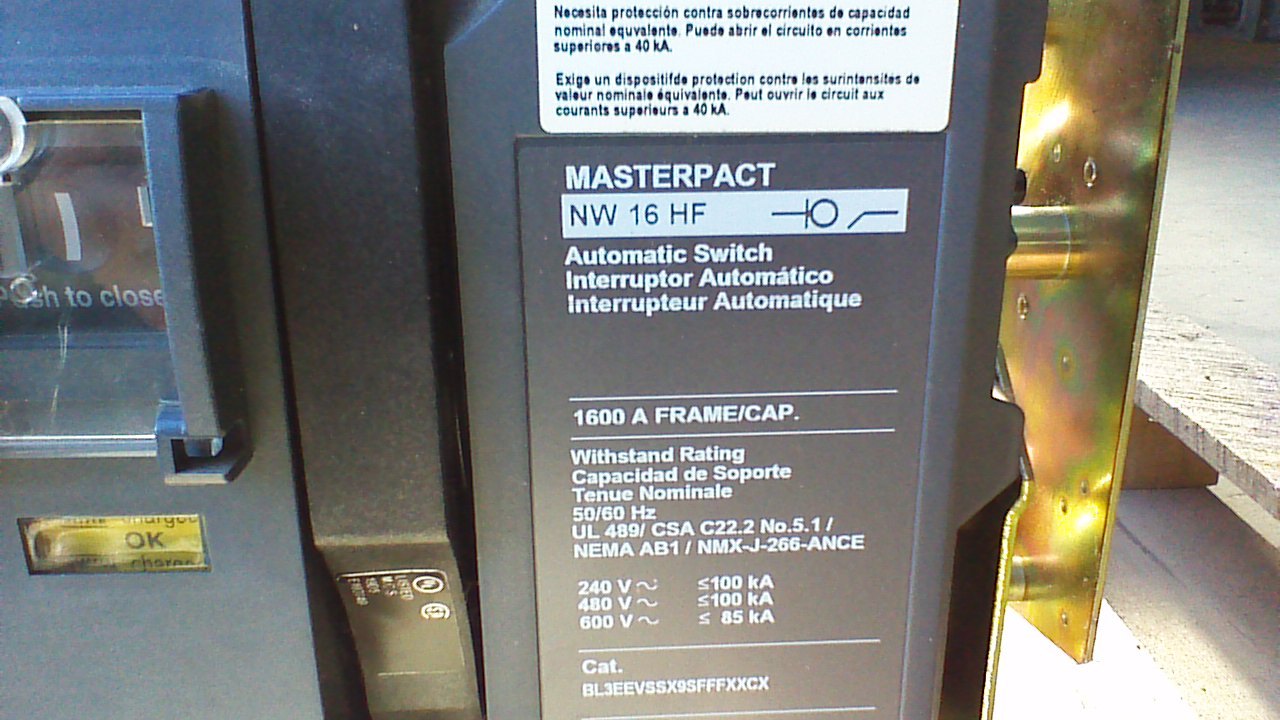 Necesita protección contra sobrecorrientes de capacidad
nominal equvalente. Puede abrir el circuito en corrientes
superiores a 40 kA.
Exige un dispositifde protection contre les surintensites de
valeur nominale équivalente. Peut ouvrir le circuit aux
courants superieurs a 40 kA.
MASTERPACT
NW 16 HF
Automatic Switch
Interruptor Automático
Interrupteur Automatique
1600 A FRAME/CAP.
Withstand Rating
Capacidad de Soporte
Tenue Nominale
50/60 Hz
UL 489/ CSA C22.2 No.5.1 /
NEMA AB1 / NMX-J-266-ANCE
240 V ~ ≤100 kA
480 V ~ ≤100 kA
600 V ~ ≤ 85 kA
Cat.
BL3EEVSSX9SFFFXXCX
Push to close
OK
LISTED